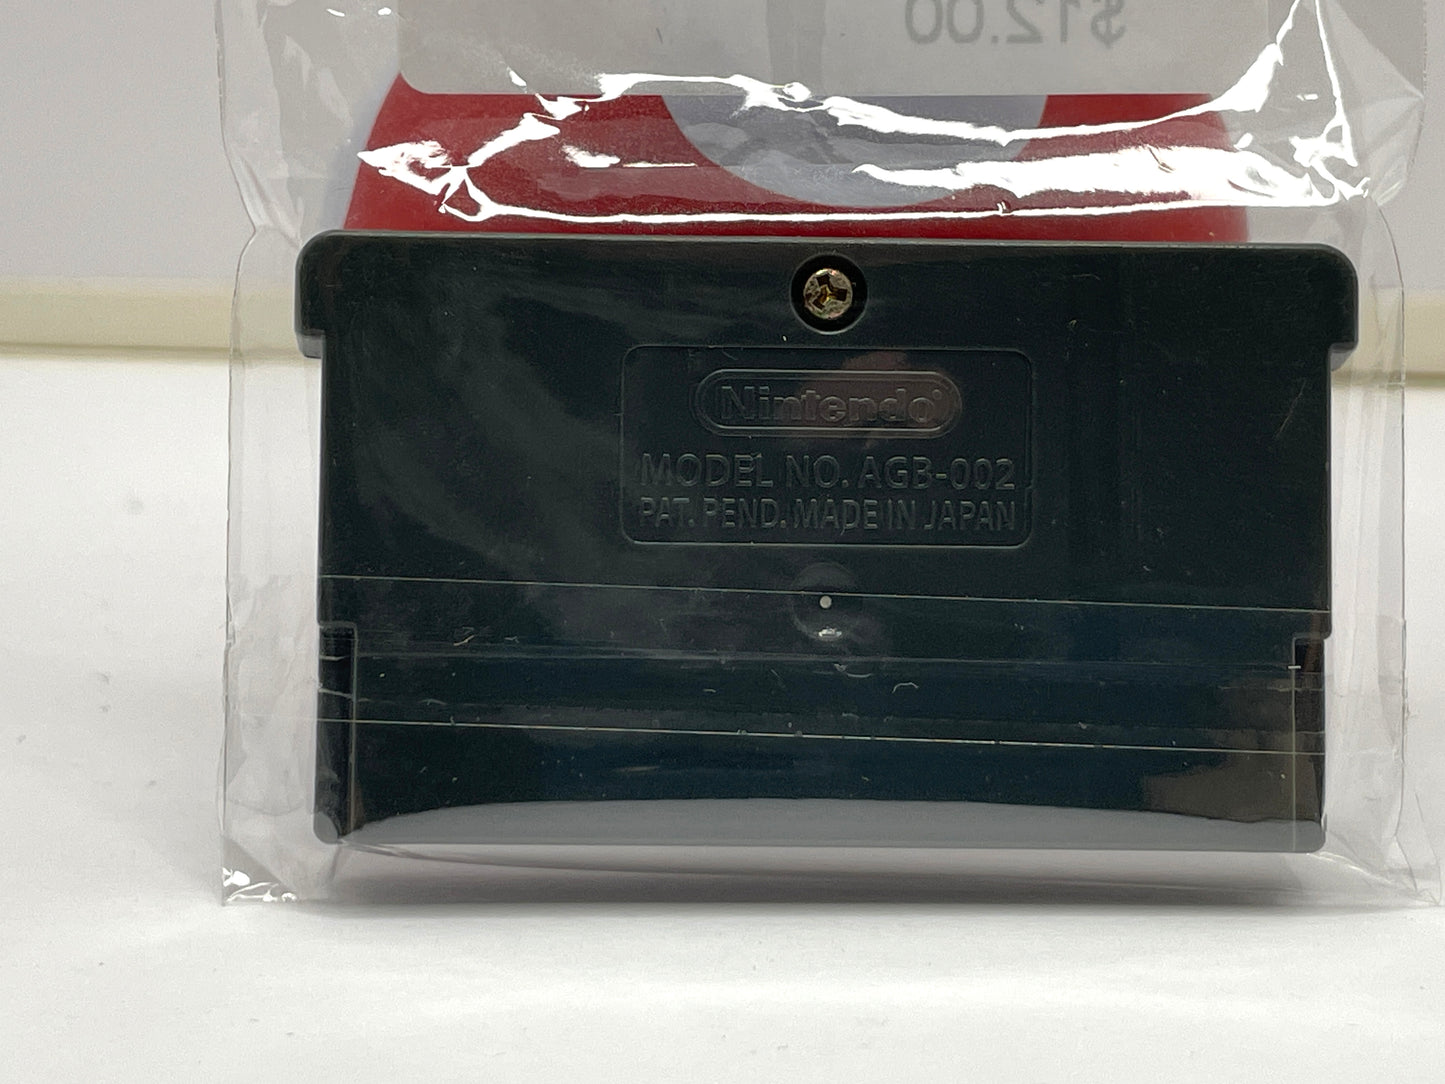 $12.00
Nintendo
MODEL NO. AGB-002
PAT. PEND. MADE IN JAPAN